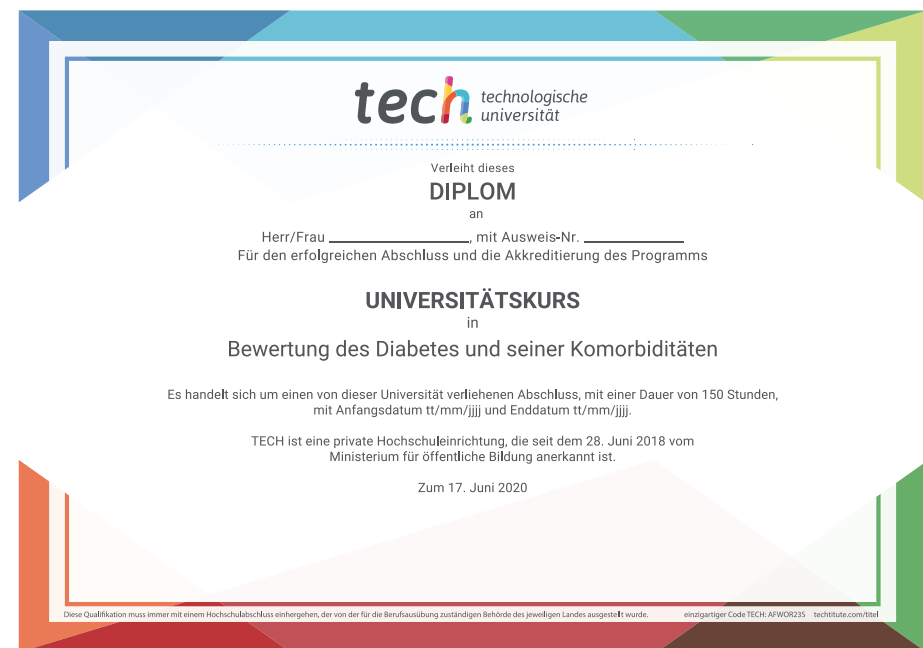 tech technologische
universität
Verleiht dieses
DIPLOM
an
Herr/Frau ____________________, mit Ausweis-Nr. ______________
Für den erfolgreichen Abschluss und die Akkreditierung des Programms
UNIVERSITÄTSKURS
in
Bewertung des Diabetes und seiner Komorbiditäten
Es handelt sich um einen von dieser Universität verliehenen Abschluss, mit einer Dauer von 150 Stunden,
mit Anfangsdatum tt/mm/jjjj und Enddatum tt/mm/jjjj.
TECH ist eine private Hochschuleinrichtung, die seit dem 28. Juni 2018 vom
Ministerium für öffentliche Bildung anerkannt ist.
Zum 17. Juni 2020
Diese Qualifikation muss immer mit einem Hochschulabschluss einhergehen, der von der für die Berufsausübung zuständigen Behörde des jeweiligen Landes ausgestellt wurde. einzigartiger Code TECH: AFWOR23S techtitute.com/titel